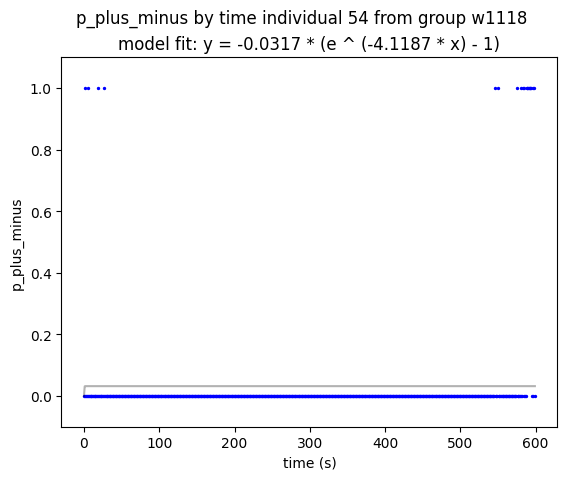 p_plus_minus by time individual 54 from group w1118
model fit: y = -0.0317 * (e ^ (-4.1187 * x) - 1)
1.0
0.8
0.6
0.4
0.2
0.0
p_plus_minus
0 100 200 300 400 500 600
time (s)